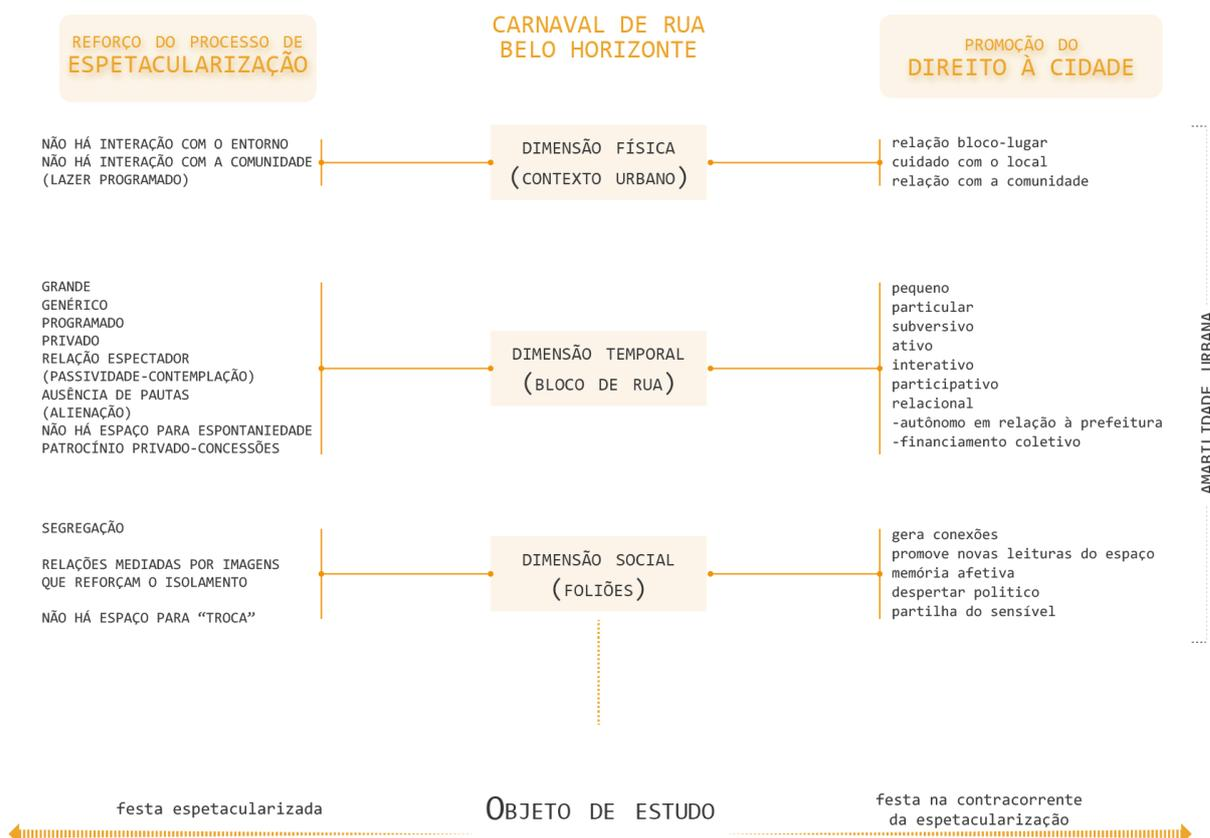 REFORÇO DO PROCESSO DE
ESPETACULARIZAÇÃO
CARNAVAL DE RUA
BELO HORIZONTE
PROMOÇÃO DO
DIREITO À CIDADE
NÃO HÁ INTERAÇÃO COM O ENTORNO
NÃO HÁ INTERAÇÃO COM A COMUNIDADE
(LAZER PROGRAMADO)
DIMENSÃO FÍSICA
(CONTEXTO URBANO)
relação bloco-lugar
cuidado com o local
relação com a comunidade
GRANDE
GENÉRICO
PROGRAMADO
PRIVADO
RELAÇÃO ESPECTADOR
(PASSIVIDADE-CONTEMPLAÇÃO)
AUSÊNCIA DE PAUTAS
(ALIENAÇÃO)
NÃO HÁ ESPAÇO PARA ESPONTANIEDADE
PATROCÍNIO PRIVADO-CONCESSÕES
DIMENSÃO TEMPORAL
(BLOCO DE RUA)
pequeno
particular
subversivo
ativo
interativo
participativo
relacional
-autônomo em relação à prefeitura
-financiamento coletivo
SEGREGAÇÃO
RELAÇÕES MEDIADAS POR IMAGENS
QUE REFORÇAM O ISOLAMENTO
NÃO HÁ ESPAÇO PARA “TROCA”
DIMENSÃO SOCIAL
(FOLIÕES)
gera conexões
promove novas leituras do espaço
memória afetiva
despertar politico
partilha do sensível
AMABILIDADE URBANA
festa espetacularizada
OBJETO DE ESTUDO
festa na contracorrente
da espetacularização